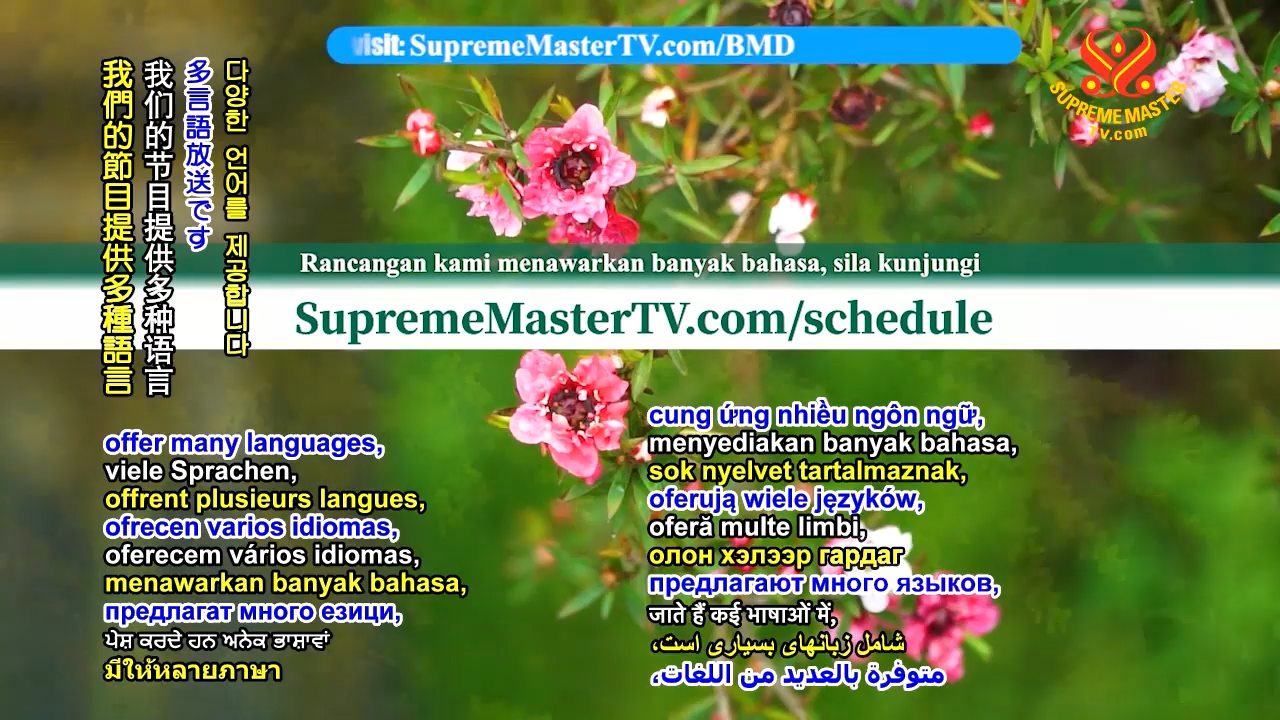 visit: SupremeMasterTV.com/BMD
SUPREME MASTER
TV.com
我們的節目提供多種語言
我们的节目提供多种语言
多言語放送です
다양한 언어를 제공합니다
Rancangan kami menawarkan banyak bahasa, sila kunjungi
SupremeMasterTV.com/schedule
offer many languages,
viele Sprachen,
offrent plusieurs langues,
ofrecen varios idiomas,
oferecem vários idiomas,
menawarkan banyak bahasa,
предлагат много езици,
ਪੇਸ਼ ਕਰਦੇ ਹਨ ਅਨੇਕ ਭਾਸ਼ਾਵਾਂ
มีให้หลายภาษา
cung ứng nhiều ngôn ngữ,
menyediakan banyak bahasa,
sok nyelvet tartalmaznak,
oferują wiele języków,
oferă multe limbi,
олон хэлээр гардаг
предлагают много языков,
जाते हैं कई भाषाओं में,
شامل زبانهای بسیاری است،
متوفرة بالعديد من اللغات،